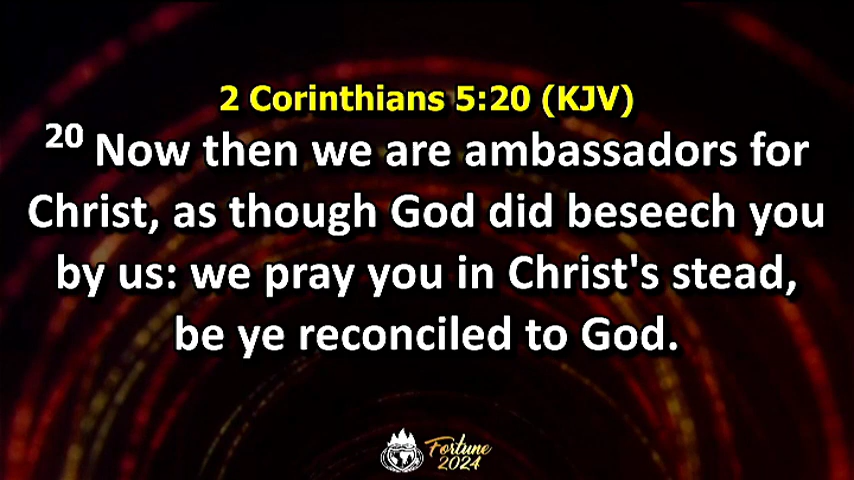 2 Corinthians 5:20 (KJV)
20 Now then we are ambassadors for
Christ, as though God did beseech you
by us: we pray you in Christ's stead,
be ye reconciled to God.
Fortune
2024